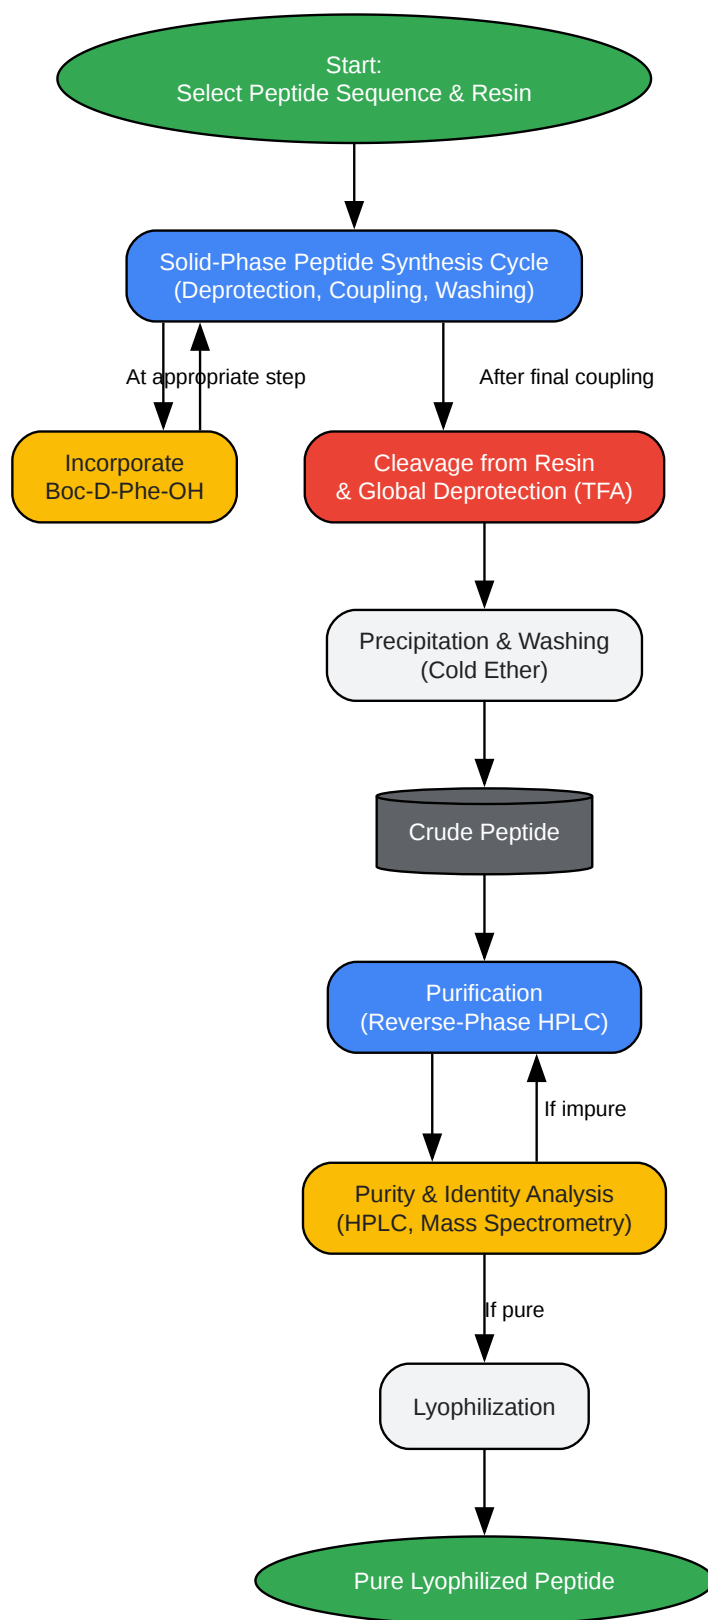 Start:
Select Peptide Sequence & Resin
Solid-Phase Peptide Synthesis Cycle
(Deprotection, Coupling, Washing)
At appropriate step
After final coupling
Incorporate
Boc-D-Phe-OH
Cleavage from Resin
& Global Deprotection (TFA)
Precipitation & Washing
(Cold Ether)
Crude Peptide
Purification
(Reverse-Phase HPLC)
If impure
Purity & Identity Analysis
(HPLC, Mass Spectrometry)
If pure
Lyophilization
Pure Lyophilized Peptide